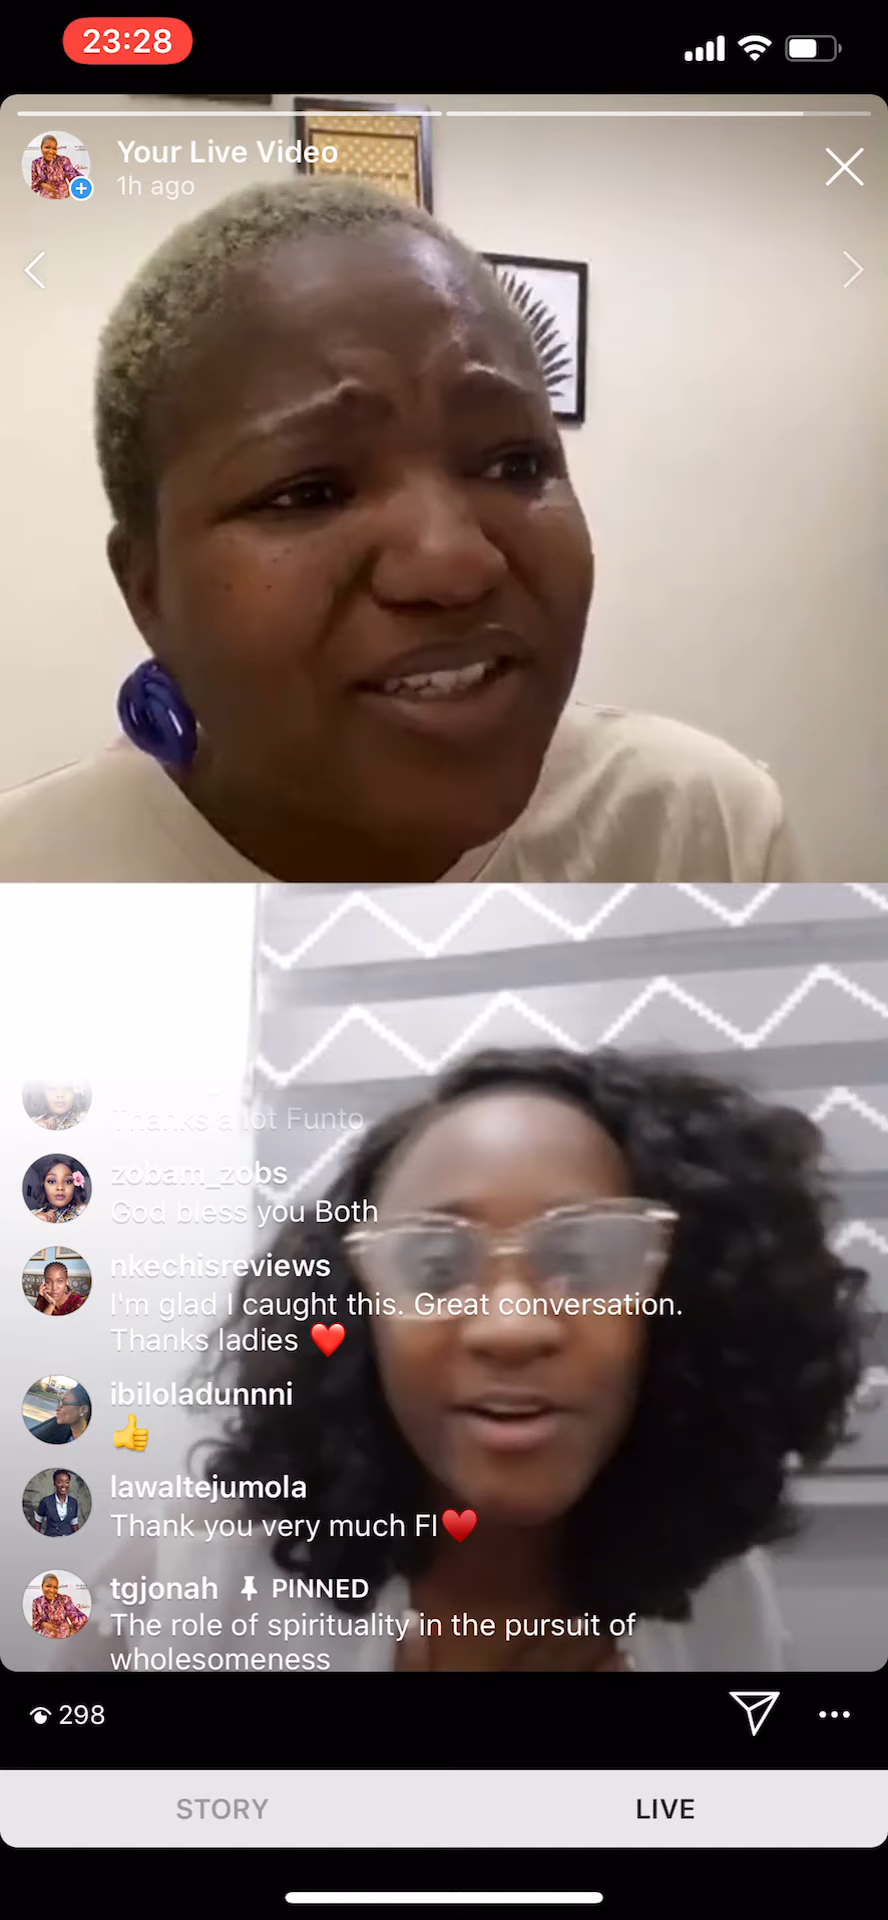 23:28
Your Live Video
1h ago
Thanks a lot Funto
zobam_zobs
God bless you Both
nkechisreviews
I'm glad I caught this. Great conversation.
Thanks ladies ❤️
ibiloladunnni
👍
lawaltejumola
Thank you very much FI❤️
tgjonah 📌 PINNED
The role of spirituality in the pursuit of
wholesomeness
298
STORY
LIVE